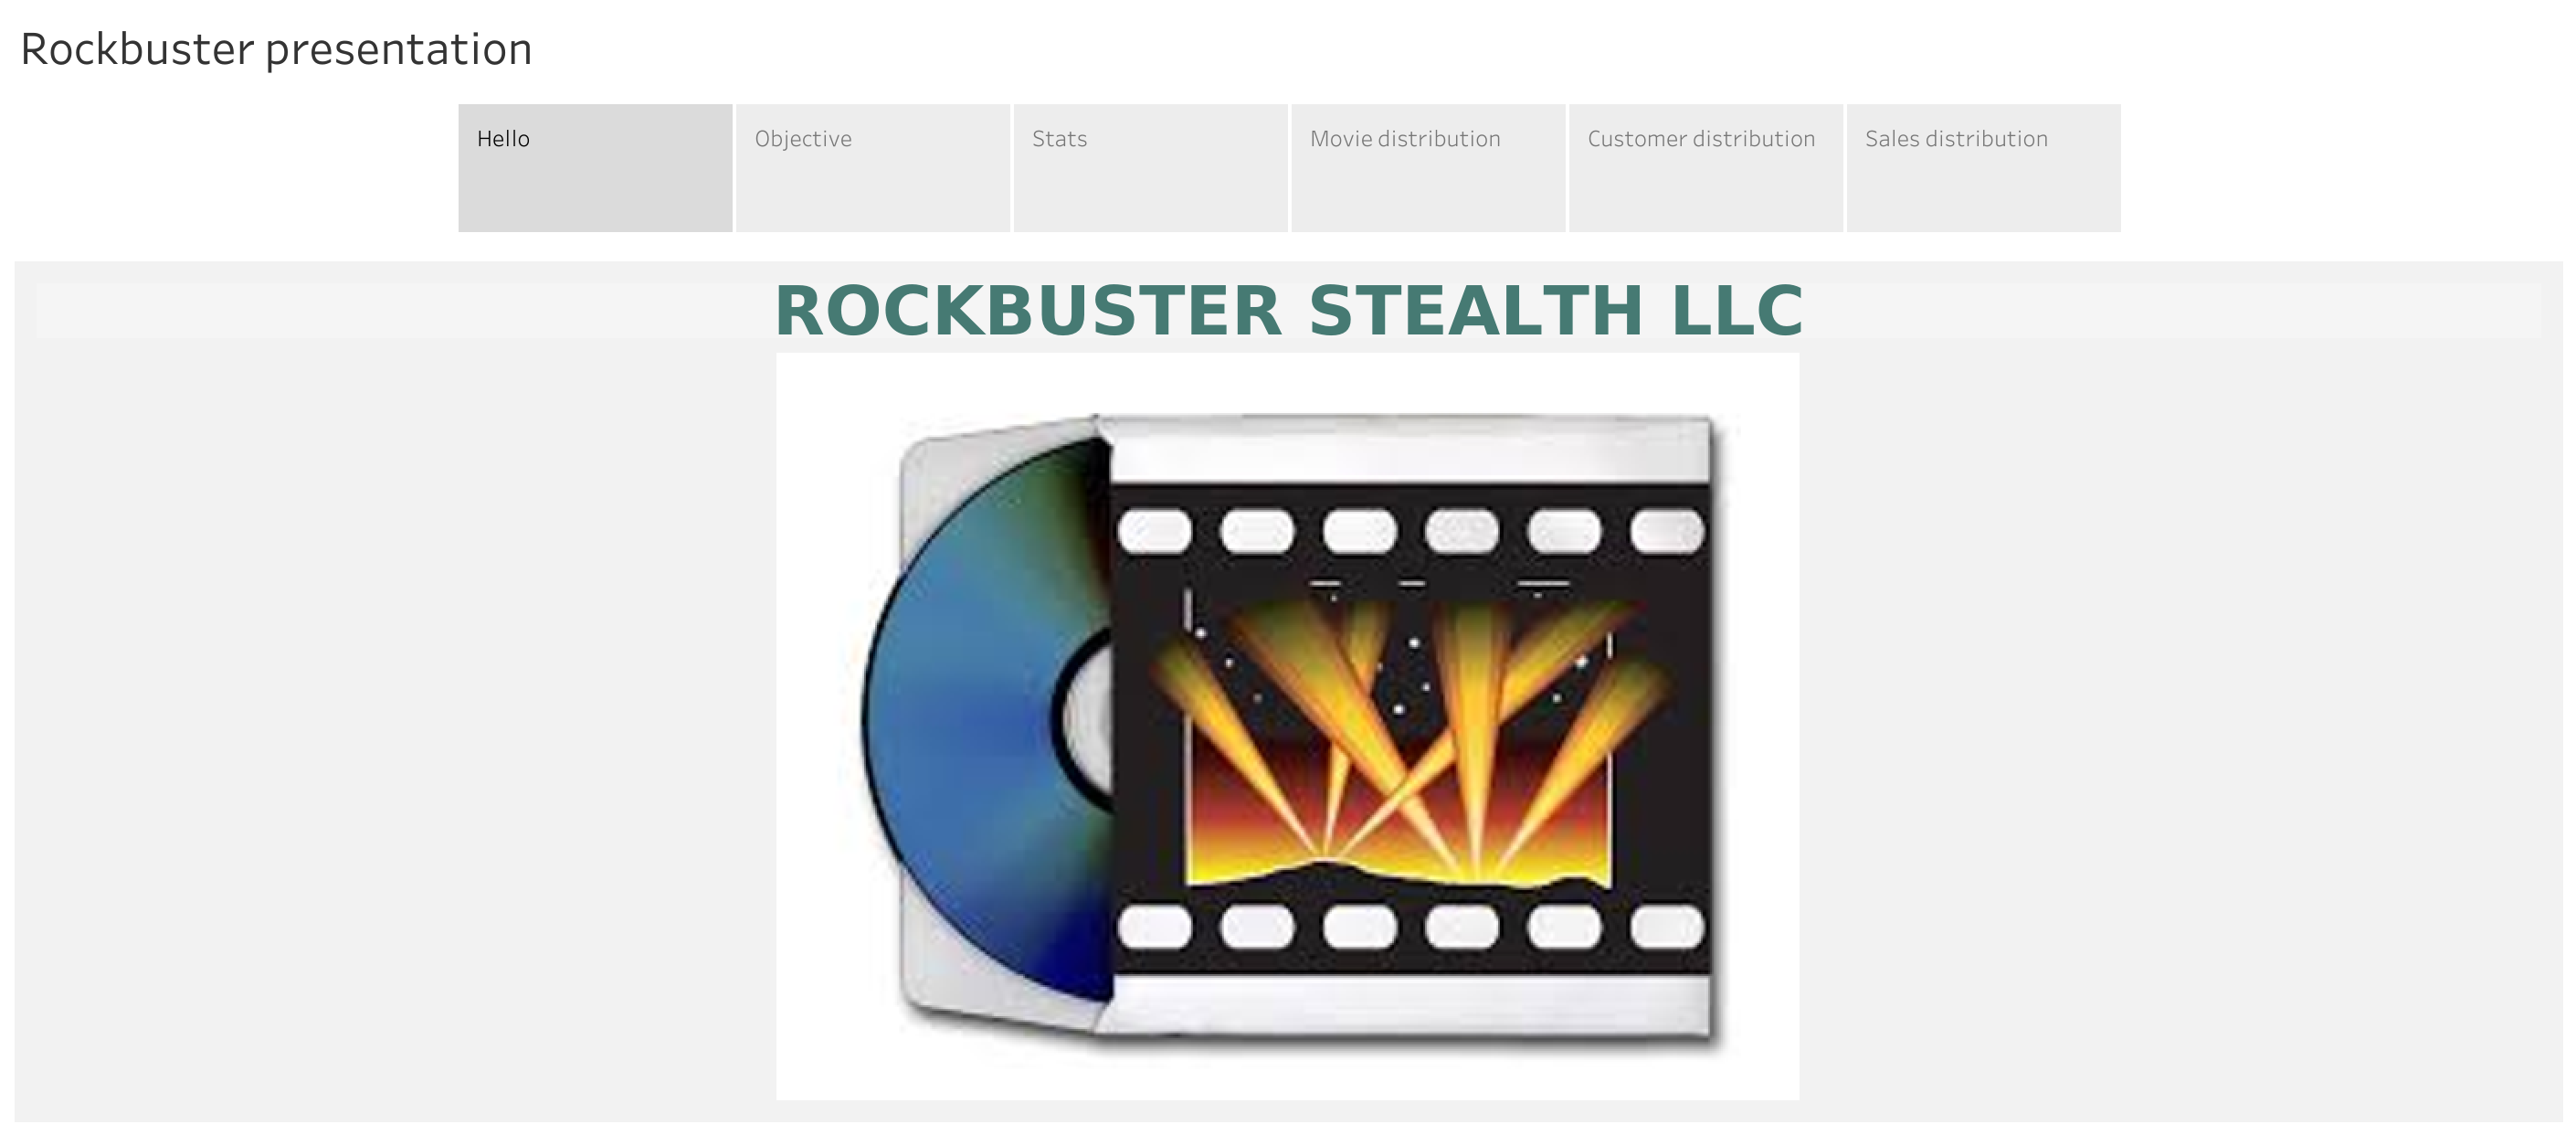 Rockbuster presentation
Hello
Objective
Stats
Movie distribution
Customer distribution
Sales distribution
ROCKBUSTER STEALTH LLC